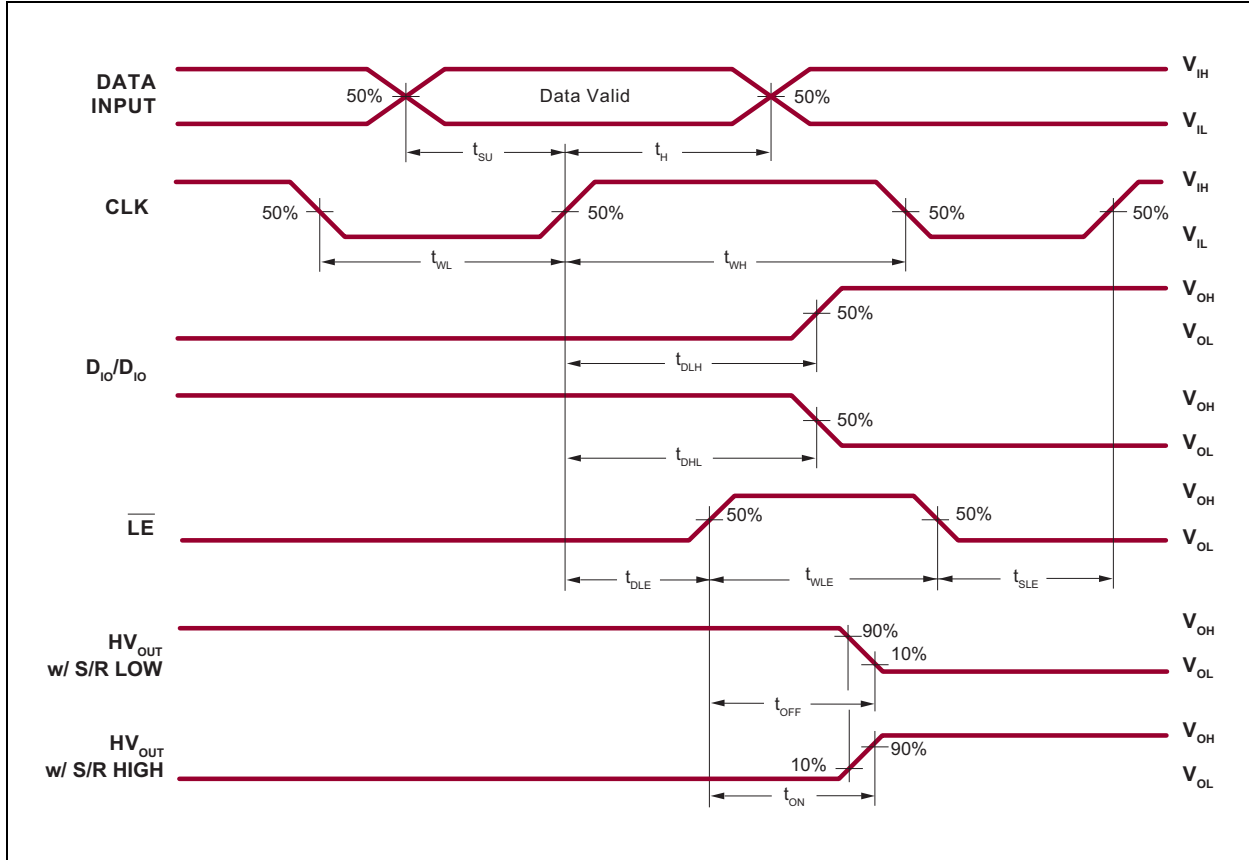 DATA
INPUT
50%
Data Valid
50%
V_IH
V_IL
t_SU
t_H
CLK
50%
50%
50%
50%
V_IH
V_IL
t_WL
t_WH
V_OH
50%
V_OL
t_DLH
D_IO/D_IO
V_OH
50%
V_OL
t_DHL
V_OH
LE
50%
50%
V_OL
t_DLE
t_WLE
t_SLE
HV_OUT
w/ S/R LOW
90%
10%
V_OH
V_OL
t_OFF
HV_OUT
w/ S/R HIGH
10%
90%
V_OH
V_OL
t_ON